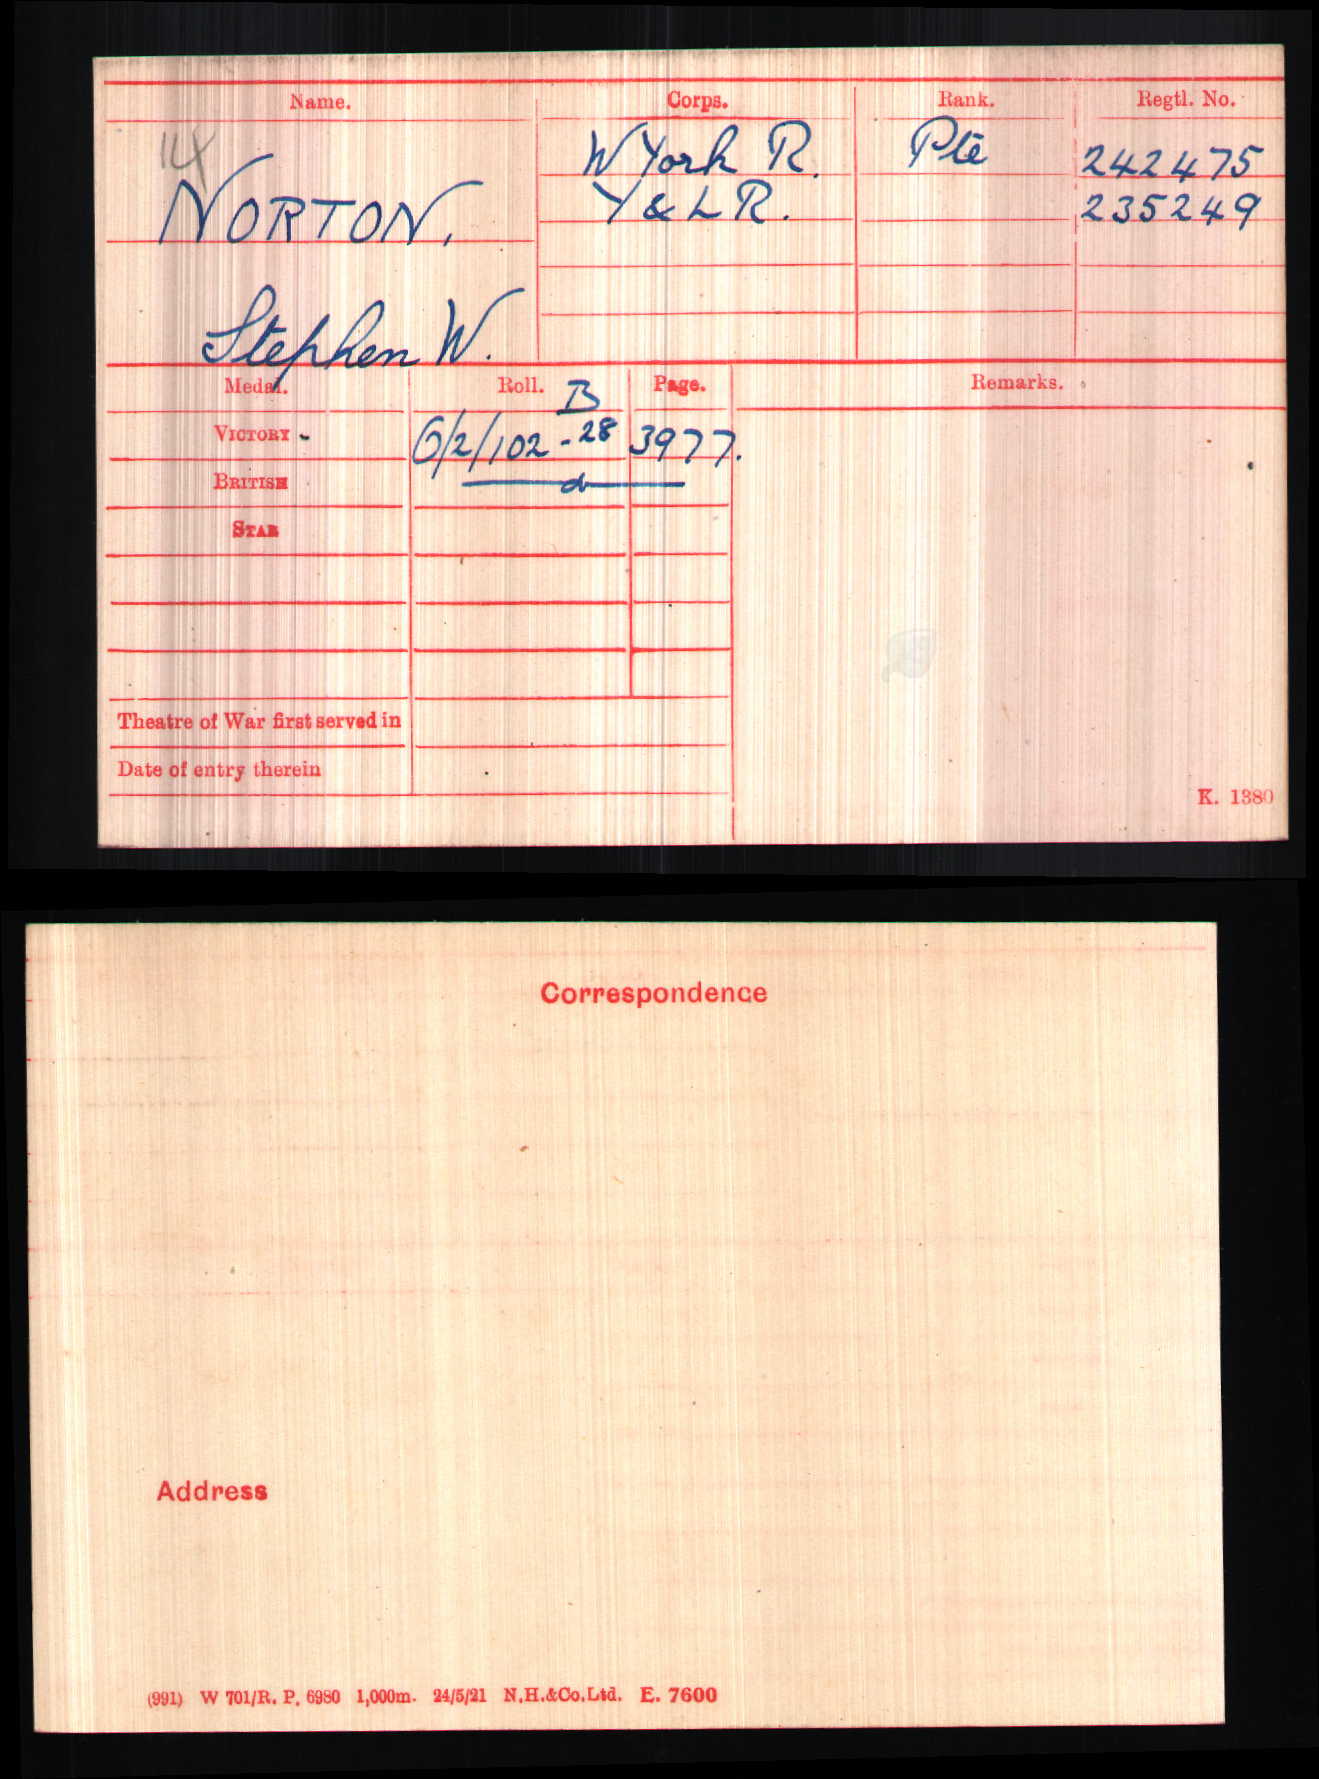 Name. Corps. Rank. Regtl. No.
14
W York R. Pte 242475
NORTON, Y & L R. 235249
Stephen W.
Medal. Roll. Page. Remarks.
B
VICTORY - O/2/102 - 28 3977.
BRITISH do
STAR
Theatre of War first served in
Date of entry therein
K. 1380
Correspondence
Address
(991) W 701/R. P. 6980 1,000m. 24/5/21 N.H.&Co.Ltd. E. 7600